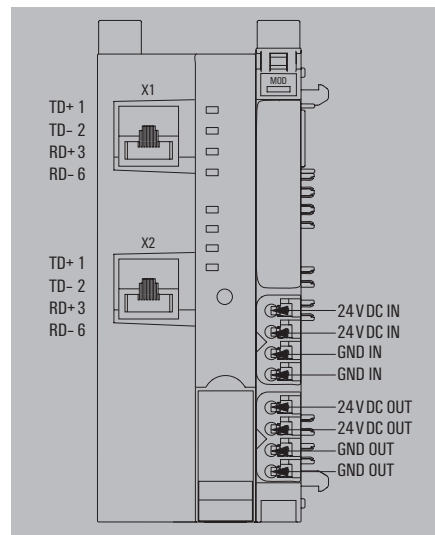 MOD
X1
TD+ 1
TD- 2
RD+ 3
RD- 6
X2
TD+ 1
TD- 2
RD+ 3
RD- 6
24 V DC IN
24 V DC IN
GND IN
GND IN
24 V DC OUT
24 V DC OUT
GND OUT
GND OUT